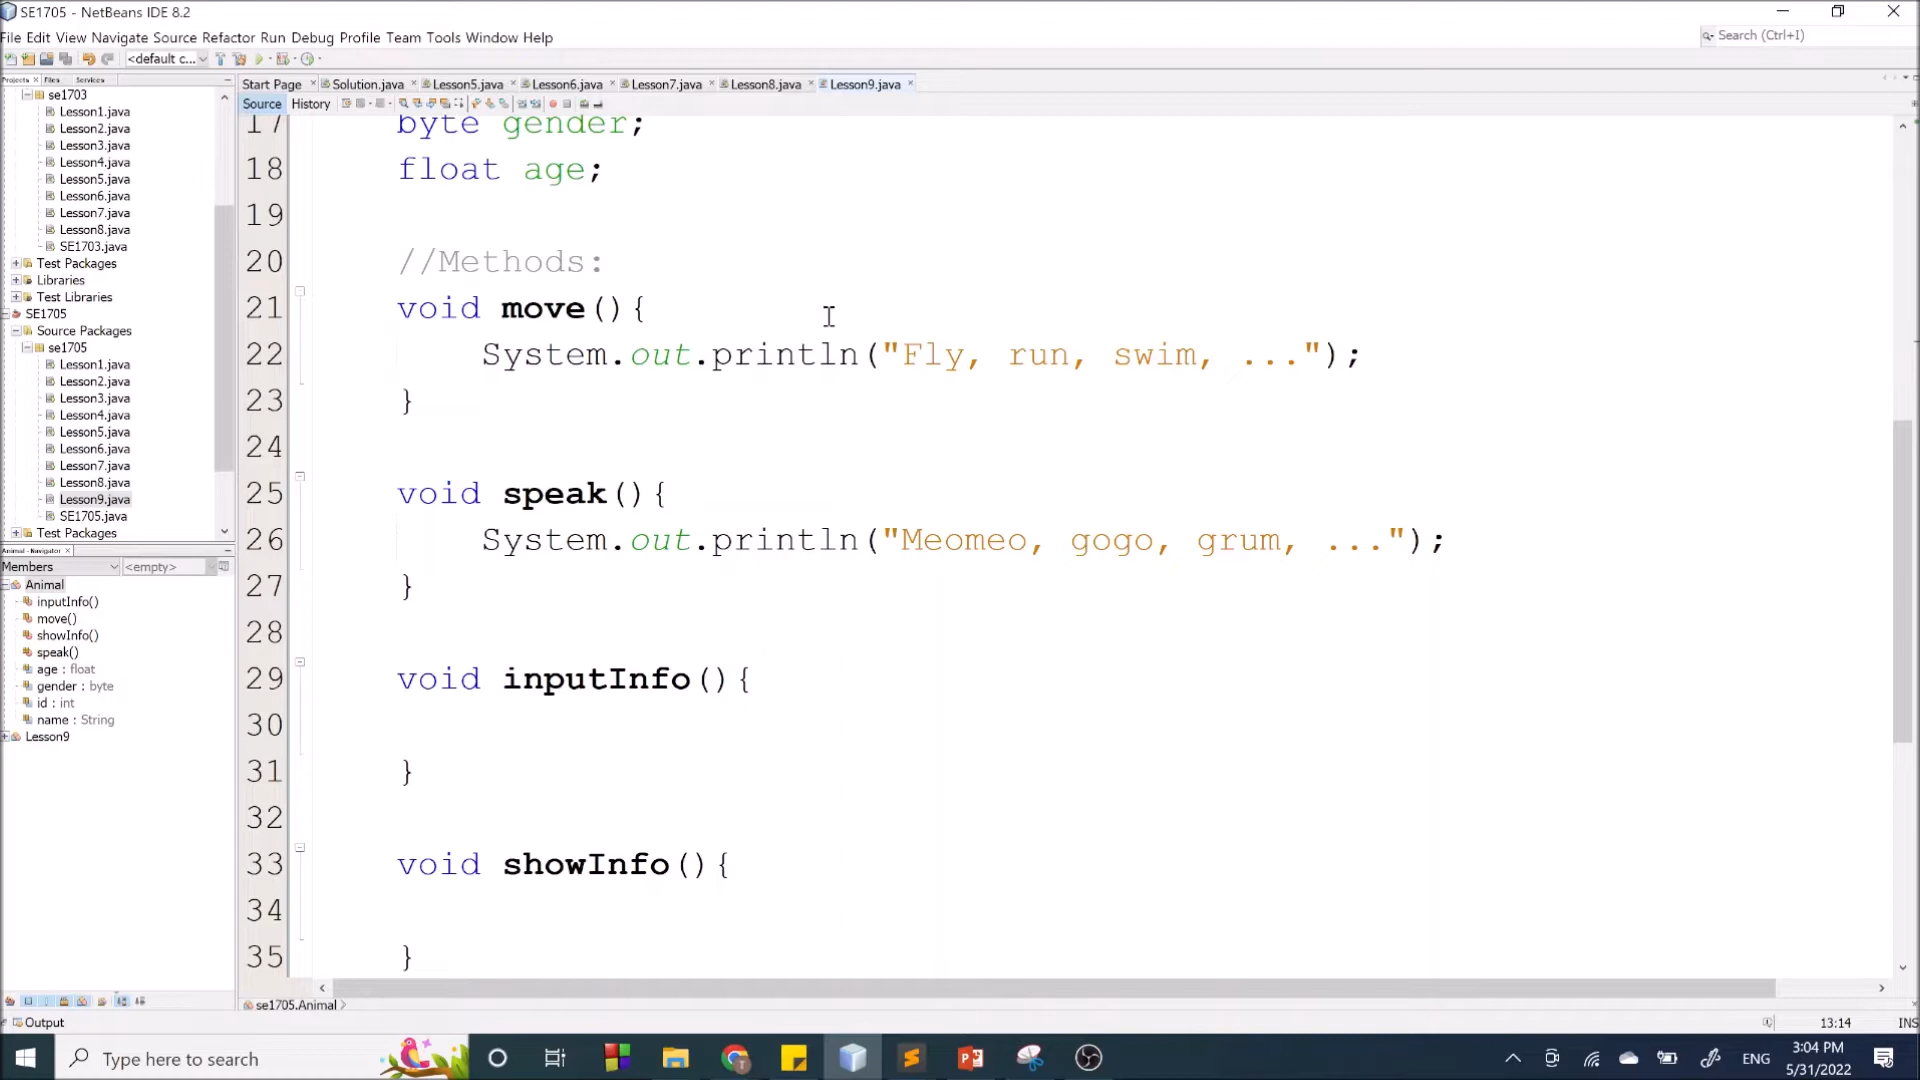 SE1705 - NetBeans IDE 8.2
File Edit View Navigate Source Refactor Run Debug Profile Team Tools Window Help
Search (Ctrl+I)
<default c...
Projects
Files
Services
se1703
Lesson1.java
Lesson2.java
Lesson3.java
Lesson4.java
Lesson5.java
Lesson6.java
Lesson7.java
Lesson8.java
SE1703.java
Test Packages
Libraries
Test Libraries
SE1705
Source Packages
se1705
Lesson1.java
Lesson2.java
Lesson3.java
Lesson4.java
Lesson5.java
Lesson6.java
Lesson7.java
Lesson8.java
Lesson9.java
SE1705.java
Test Packages
Animal - Navigator
Members <empty>
Animal
inputInfo()
move()
showInfo()
speak()
age : float
gender : byte
id : int
name : String
Lesson9
Start Page Solution.java Lesson5.java Lesson6.java Lesson7.java Lesson8.java Lesson9.java
Source History
17 byte gender;
18 float age;
19
20 //Methods:
21 void move(){
22 System.out.println("Fly, run, swim, ...");
23 }
24
25 void speak(){
26 System.out.println("Meomeo, gogo, grum, ...");
27 }
28
29 void inputInfo(){
30
31 }
32
33 void showInfo(){
34
35 }
se1705.Animal
Output
13:14 INS
Type here to search
ENG
3:04 PM
5/31/2022